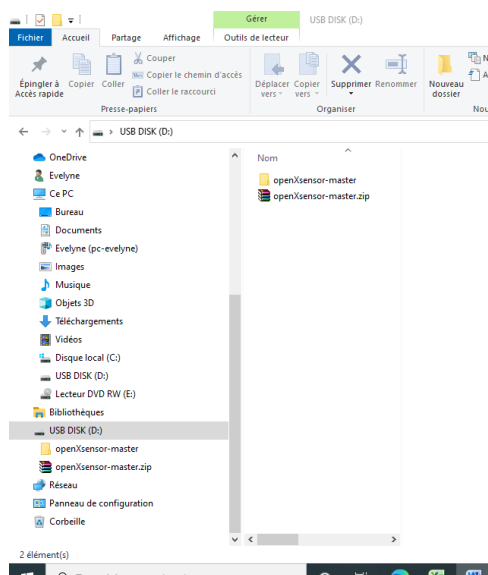 Gérer
USB DISK (D:)
Fichier
Accueil
Partage
Affichage
Outils de lecteur
Épingler à
Accès rapide
Copier
Coller
Couper
Copier le chemin d'accès
Coller le raccourci
Déplacer
vers
Copier
vers
Supprimer
Renommer
Nouveau
dossier
Presse-papiers
Organiser
Nou
USB DISK (D:)
OneDrive
Evelyne
Ce PC
Bureau
Documents
Evelyne (pc-evelyne)
Images
Musique
Objets 3D
Téléchargements
Vidéos
Disque local (C:)
USB DISK (D:)
Lecteur DVD RW (E:)
Bibliothèques
USB DISK (D:)
openXsensor-master
openXsensor-master.zip
Réseau
Panneau de configuration
Corbeille
Nom
openXsensor-master
openXsensor-master.zip
2 élément(s)